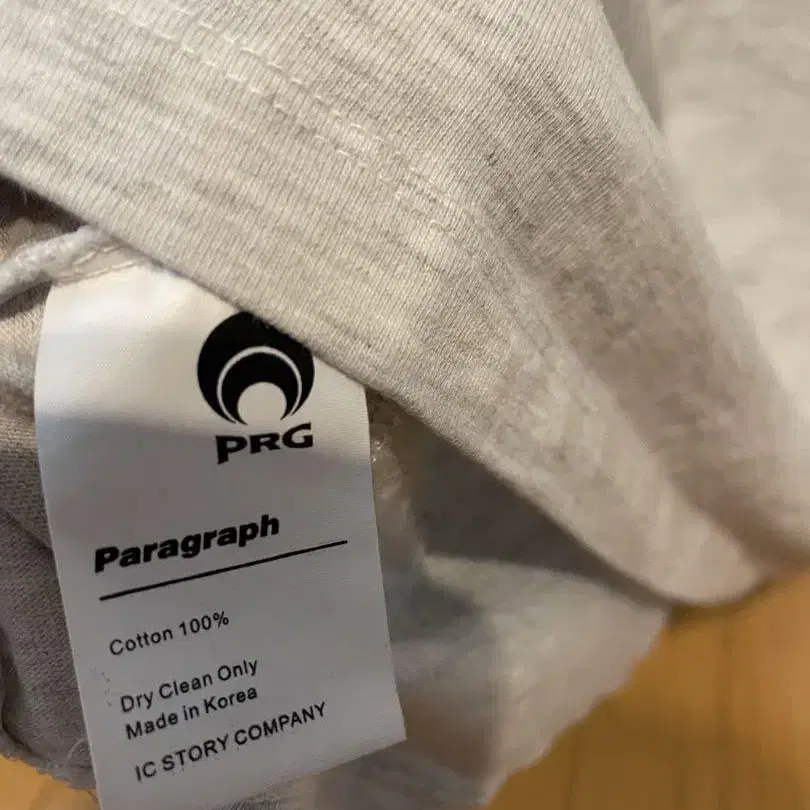 PRG
Paragraph
Cotton 100%
Dry Clean Only
Made in Korea
IC STORY COMPANY